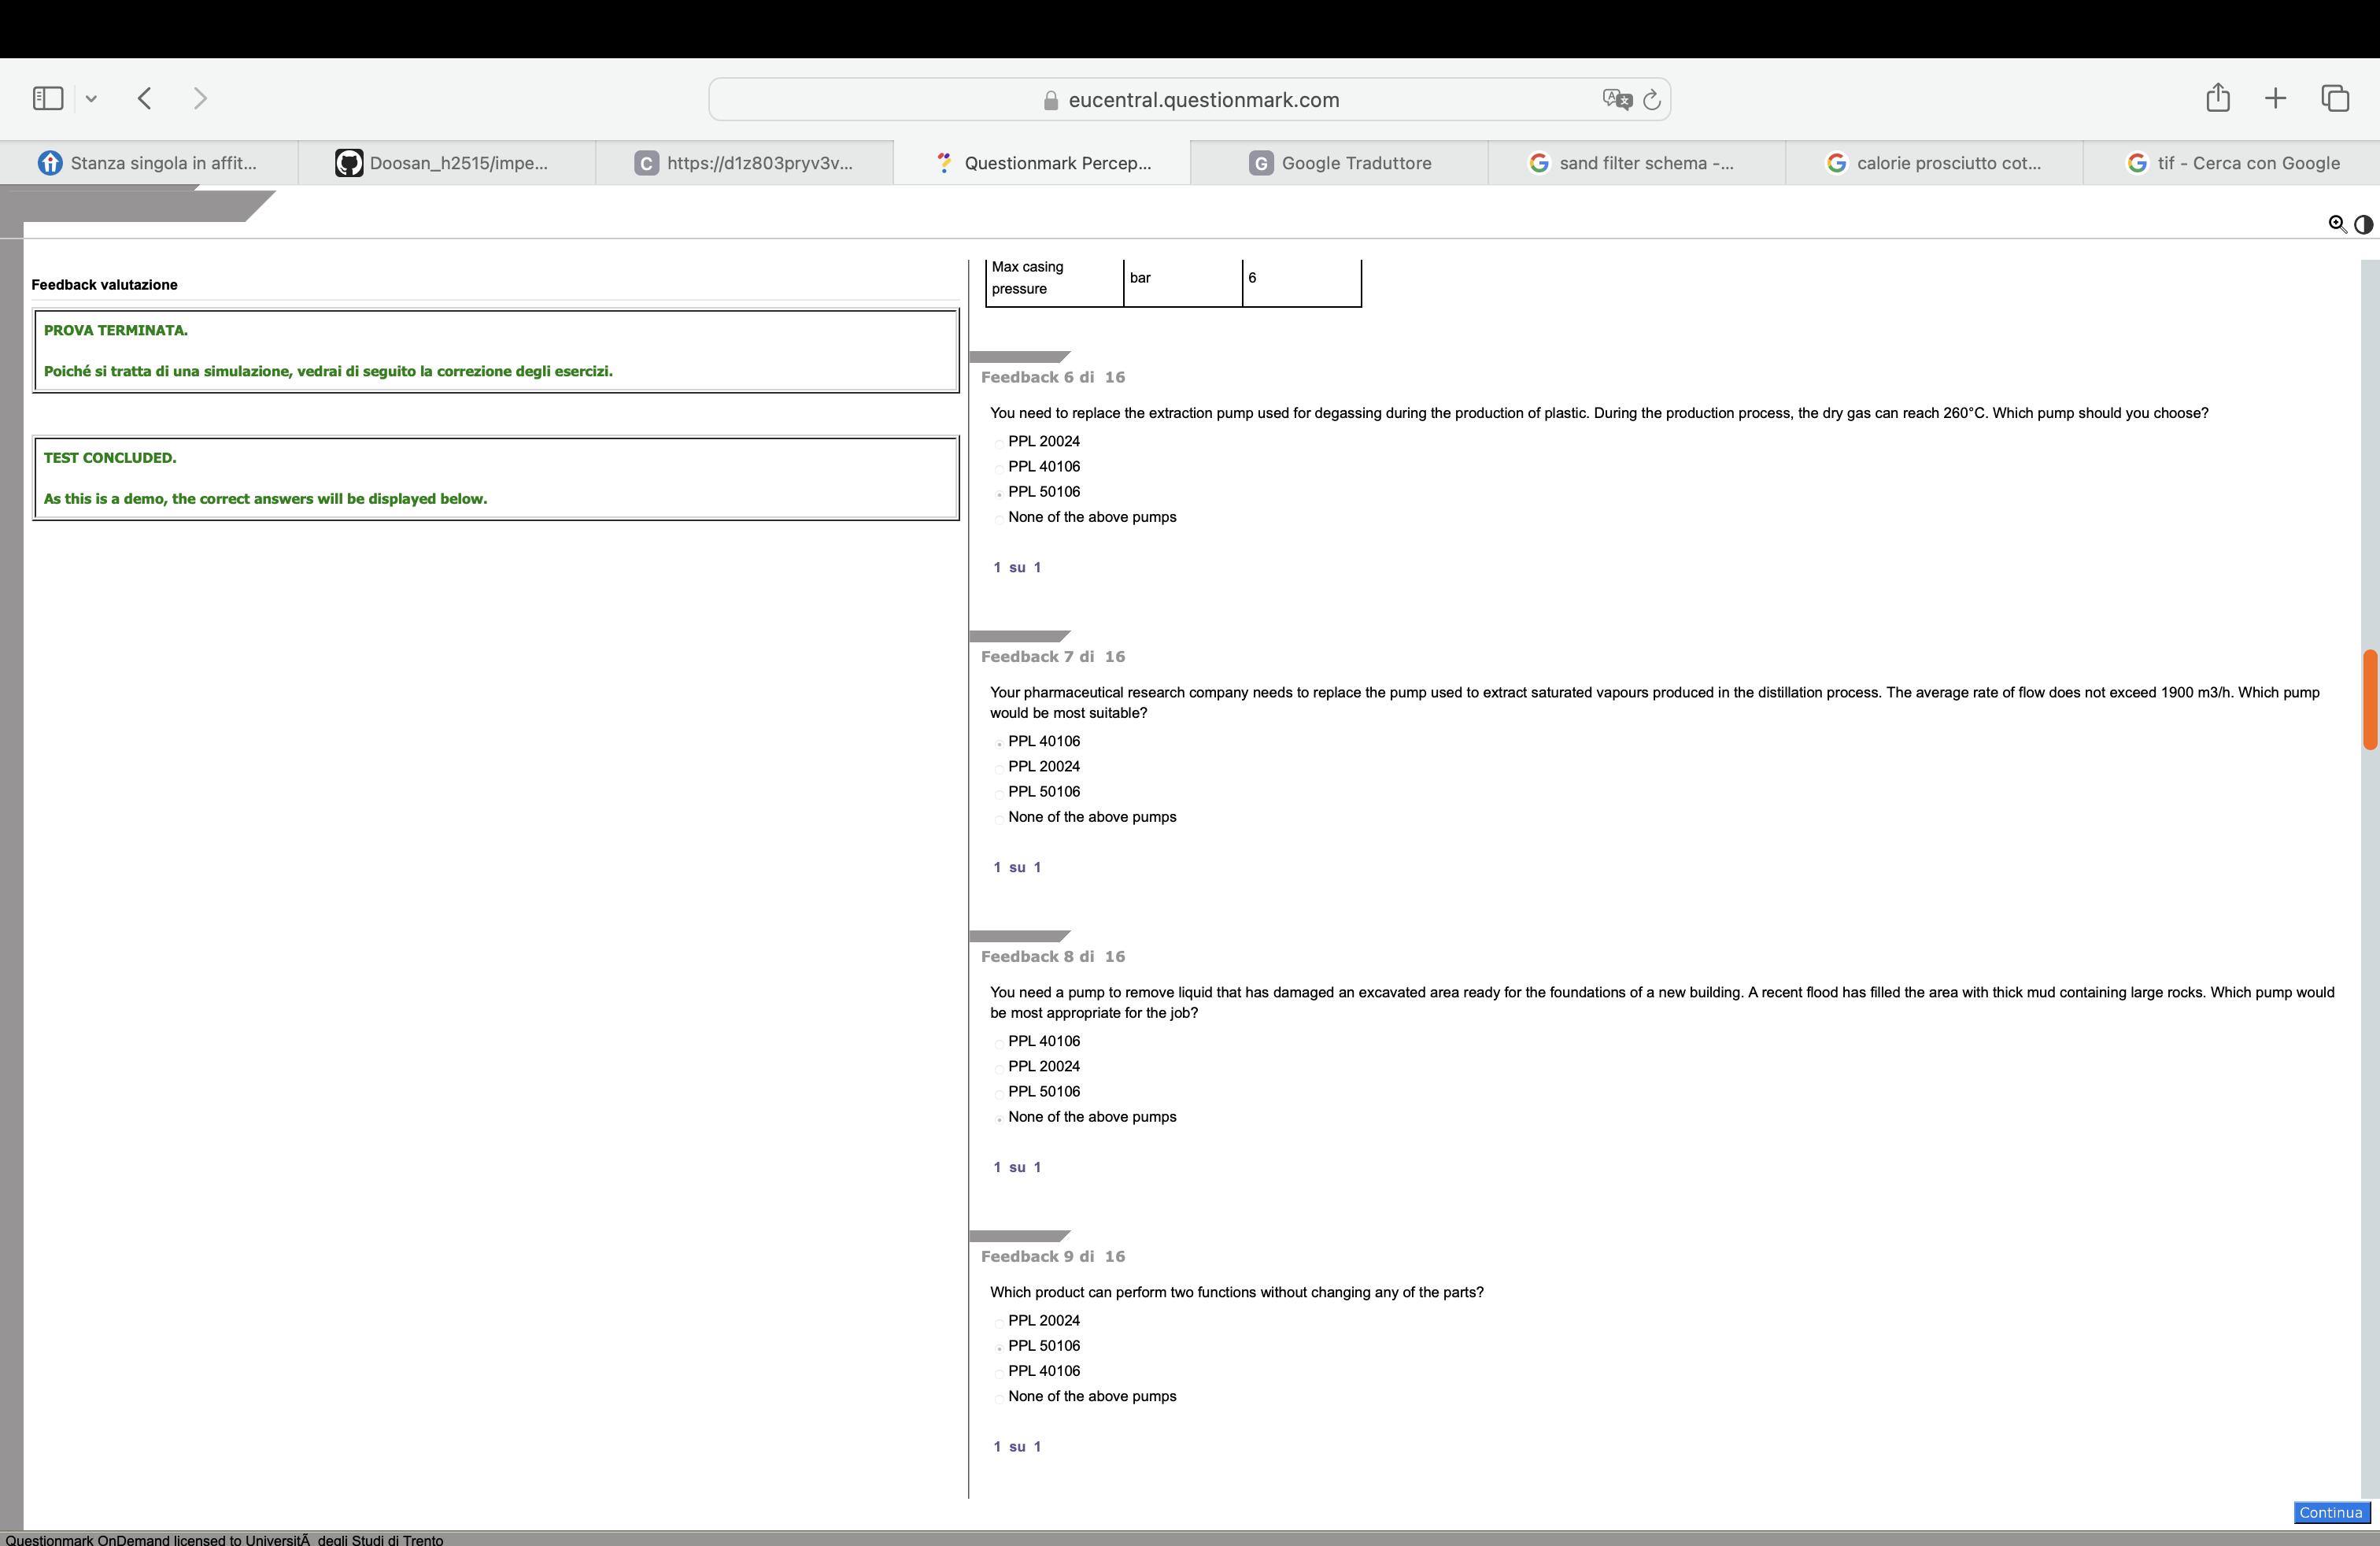 eucentral.questionmark.com
Stanza singola in affit...
Doosan_h2515/impe...
C https://d1z803pryv3v...
Questionmark Percep...
G Google Traduttore
sand filter schema -...
calorie prosciutto cot...
tif - Cerca con Google
Feedback valutazione
PROVA TERMINATA.
Poiché si tratta di una simulazione, vedrai di seguito la correzione degli esercizi.
TEST CONCLUDED.
As this is a demo, the correct answers will be displayed below.
Max casing
pressure
bar
6
Feedback 6 di 16
You need to replace the extraction pump used for degassing during the production of plastic. During the production process, the dry gas can reach 260°C. Which pump should you choose?
PPL 20024
PPL 40106
PPL 50106
None of the above pumps
1 su 1
Feedback 7 di 16
Your pharmaceutical research company needs to replace the pump used to extract saturated vapours produced in the distillation process. The average rate of flow does not exceed 1900 m3/h. Which pump
would be most suitable?
PPL 40106
PPL 20024
PPL 50106
None of the above pumps
1 su 1
Feedback 8 di 16
You need a pump to remove liquid that has damaged an excavated area ready for the foundations of a new building. A recent flood has filled the area with thick mud containing large rocks. Which pump would
be most appropriate for the job?
PPL 40106
PPL 20024
PPL 50106
None of the above pumps
1 su 1
Feedback 9 di 16
Which product can perform two functions without changing any of the parts?
PPL 20024
PPL 50106
PPL 40106
None of the above pumps
1 su 1
Continua
Questionmark OnDemand licensed to UniversitÃ degli Studi di Trento